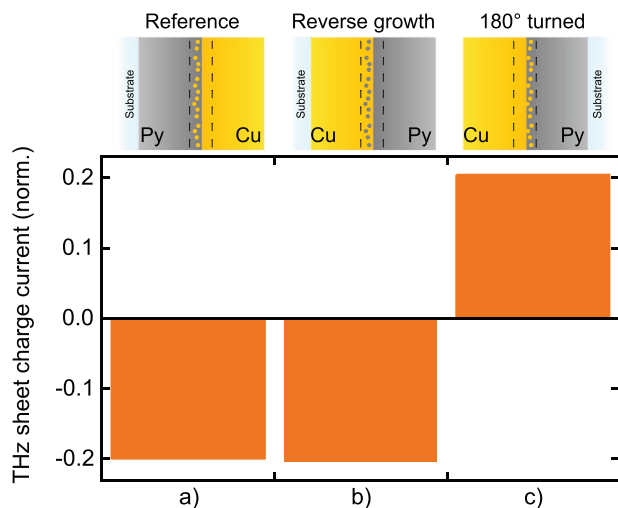 Reference Reverse growth 180° turned
Substrate Py Cu
Cu Py
Cu Py Substrate
THz sheet charge current (norm.)
0.2
0.1
0.0
-0.1
-0.2
a) b) c)